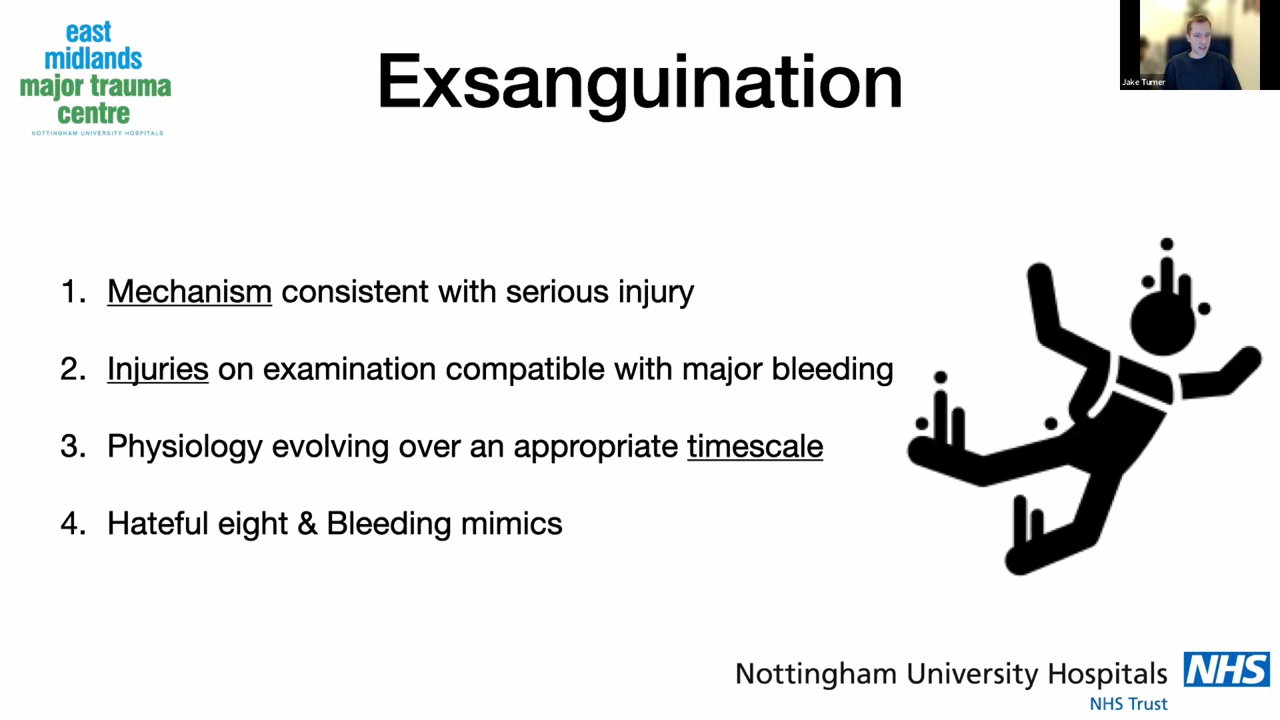 east
midlands
major trauma
centre
NOTTINGHAM UNIVERSITY HOSPITALS
Exsanguination
Jake Turner
1. Mechanism consistent with serious injury
2. Injuries on examination compatible with major bleeding
3. Physiology evolving over an appropriate timescale
4. Hateful eight & Bleeding mimics
Nottingham University Hospitals NHS
NHS Trust